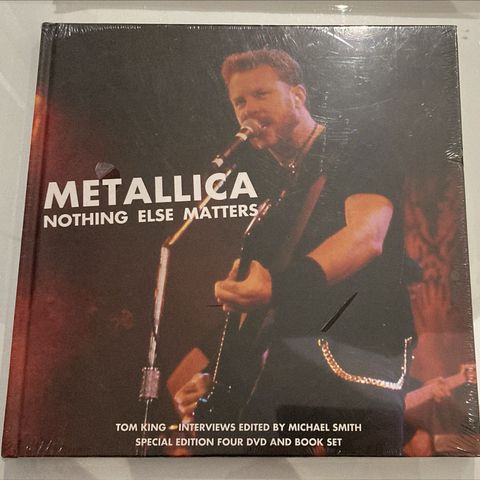 METALLICA
NOTHING ELSE MATTERS
TOM KING - INTERVIEWS EDITED BY MICHAEL SMITH
SPECIAL EDITION FOUR DVD AND BOOK SET